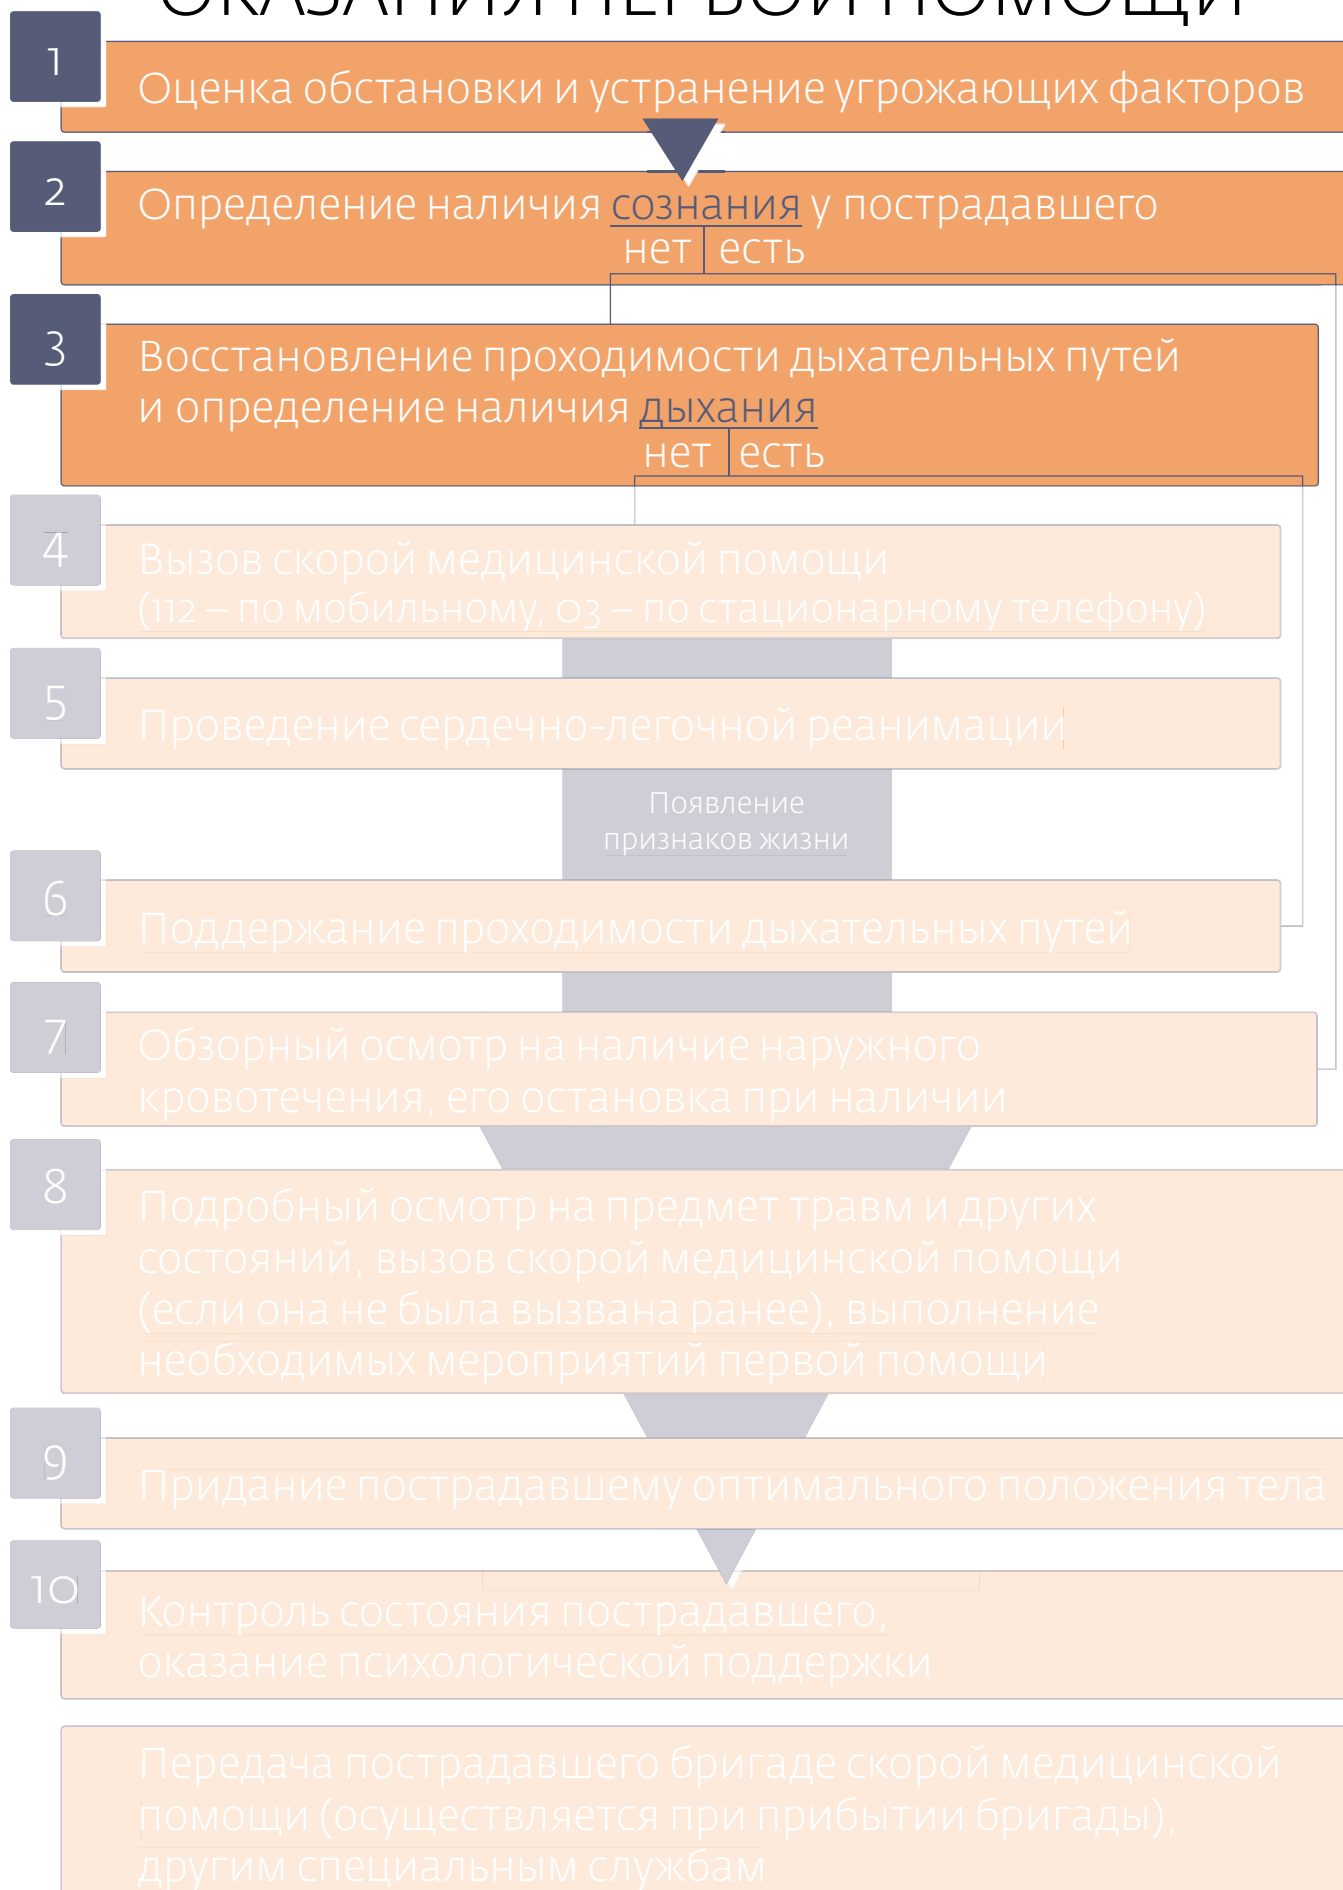 ОКАЗАНИЯ ПЕРВОЙ ПОМОЩИ
1
Оценка обстановки и устранение угрожающих факторов
2
Определение наличия сознания у пострадавшего
нет есть
3
Восстановление проходимости дыхательных путей
и определение наличия дыхания
нет есть
4
Вызов скорой медицинской помощи
(112 – по мобильному, 03 – по стационарному телефону)
5
Проведение сердечно-легочной реанимации
Появление
признаков жизни
6
Поддержание проходимости дыхательных путей
7
Обзорный осмотр на наличие наружного
кровотечения, его остановка при наличии
8
Подробный осмотр на предмет травм и других
состояний, вызов скорой медицинской помощи
(если она не была вызвана ранее), выполнение
необходимых мероприятий первой помощи
9
Придание пострадавшему оптимального положения тела
10
Контроль состояния пострадавшего,
оказание психологической поддержки
Передача пострадавшего бригаде скорой медицинской
помощи (осуществляется при прибытии бригады),
другим специальным службам